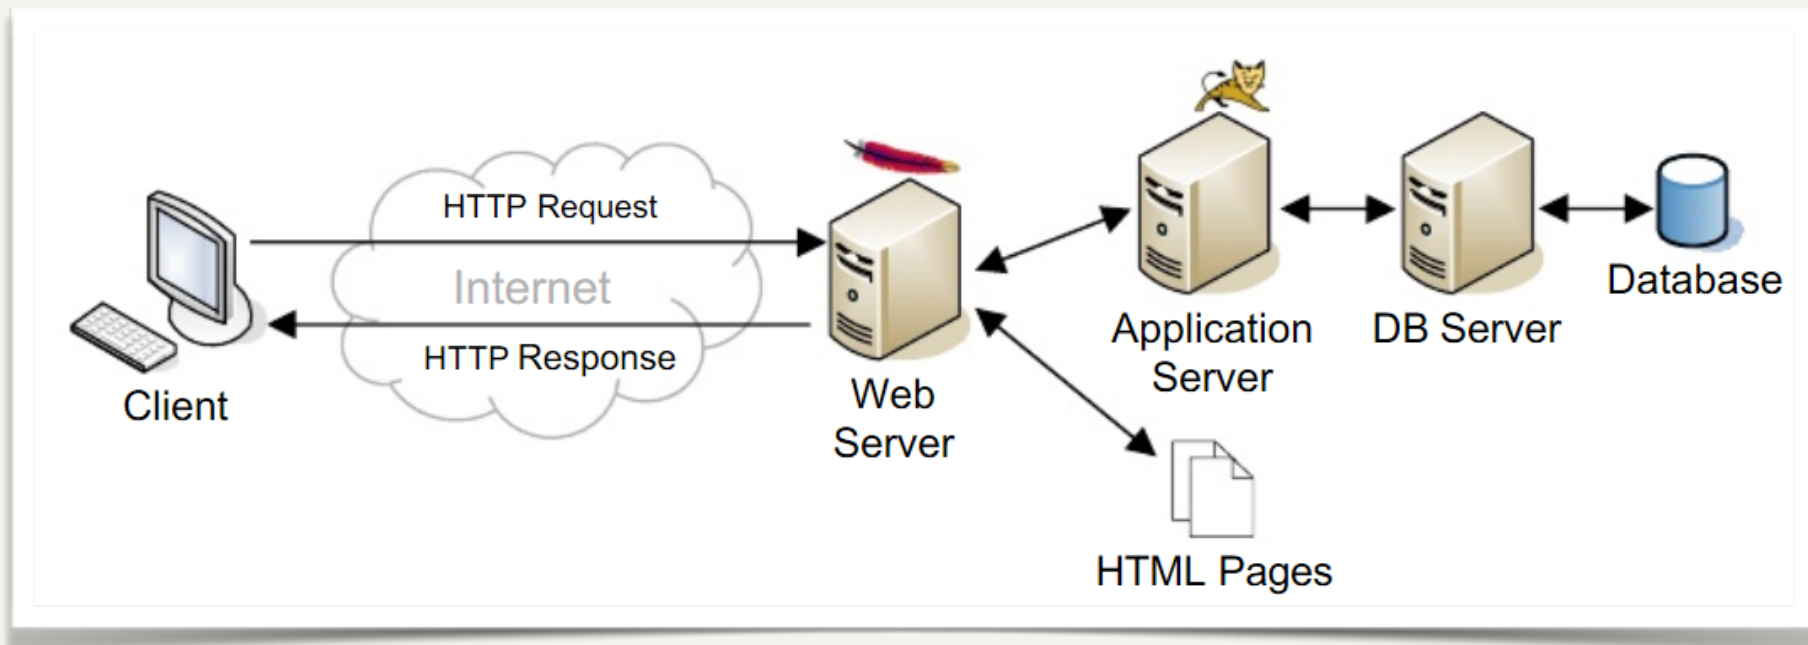 HTTP Request
Internet
HTTP Response
Client
Web
Server
Application
Server
DB Server
Database
HTML Pages